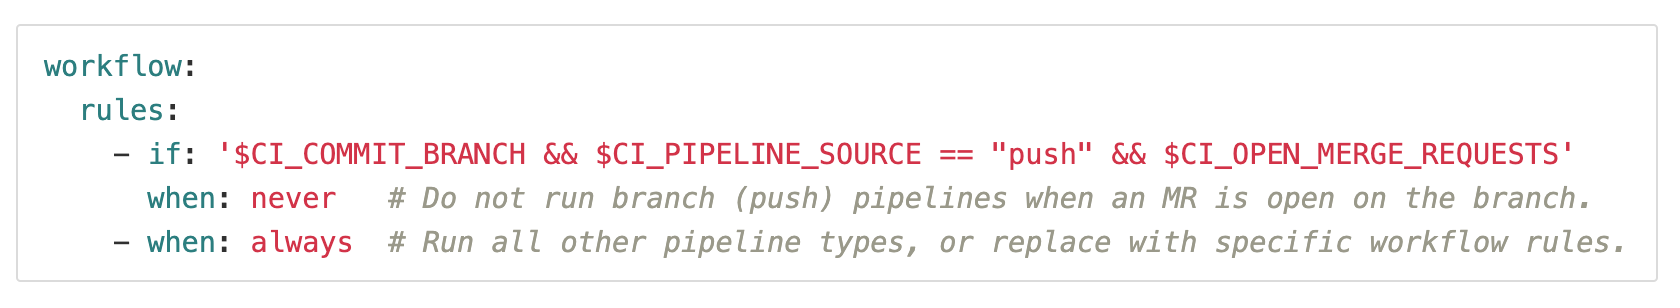 workflow:
  rules:
    - if: '$CI_COMMIT_BRANCH && $CI_PIPELINE_SOURCE == "push" && $CI_OPEN_MERGE_REQUESTS'
      when: never   # Do not run branch (push) pipelines when an MR is open on the branch.
    - when: always  # Run all other pipeline types, or replace with specific workflow rules.